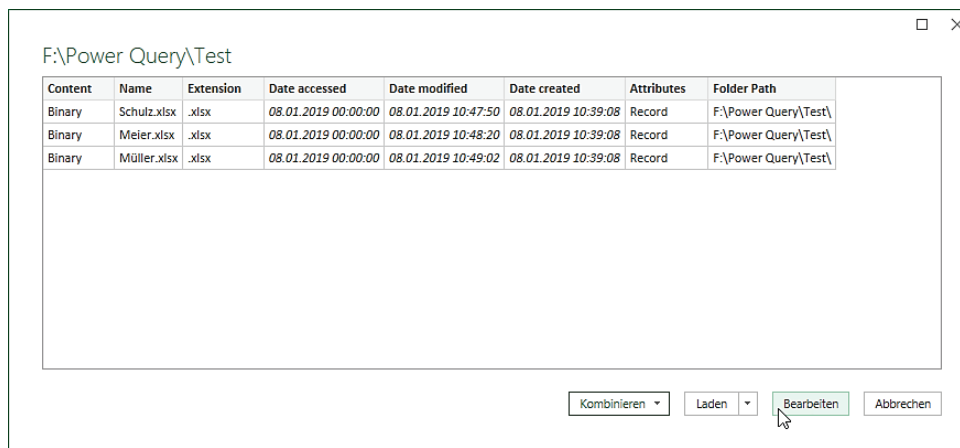 F:\Power Query\Test
Content Name Extension Date accessed Date modified Date created Attributes Folder Path
Binary Schulz.xlsx .xlsx 08.01.2019 00:00:00 08.01.2019 10:47:50 08.01.2019 10:39:08 Record F:\Power Query\Test\
Binary Meier.xlsx .xlsx 08.01.2019 00:00:00 08.01.2019 10:48:20 08.01.2019 10:39:08 Record F:\Power Query\Test\
Binary Müller.xlsx .xlsx 08.01.2019 00:00:00 08.01.2019 10:49:02 08.01.2019 10:39:08 Record F:\Power Query\Test\
Kombinieren Laden Bearbeiten Abbrechen